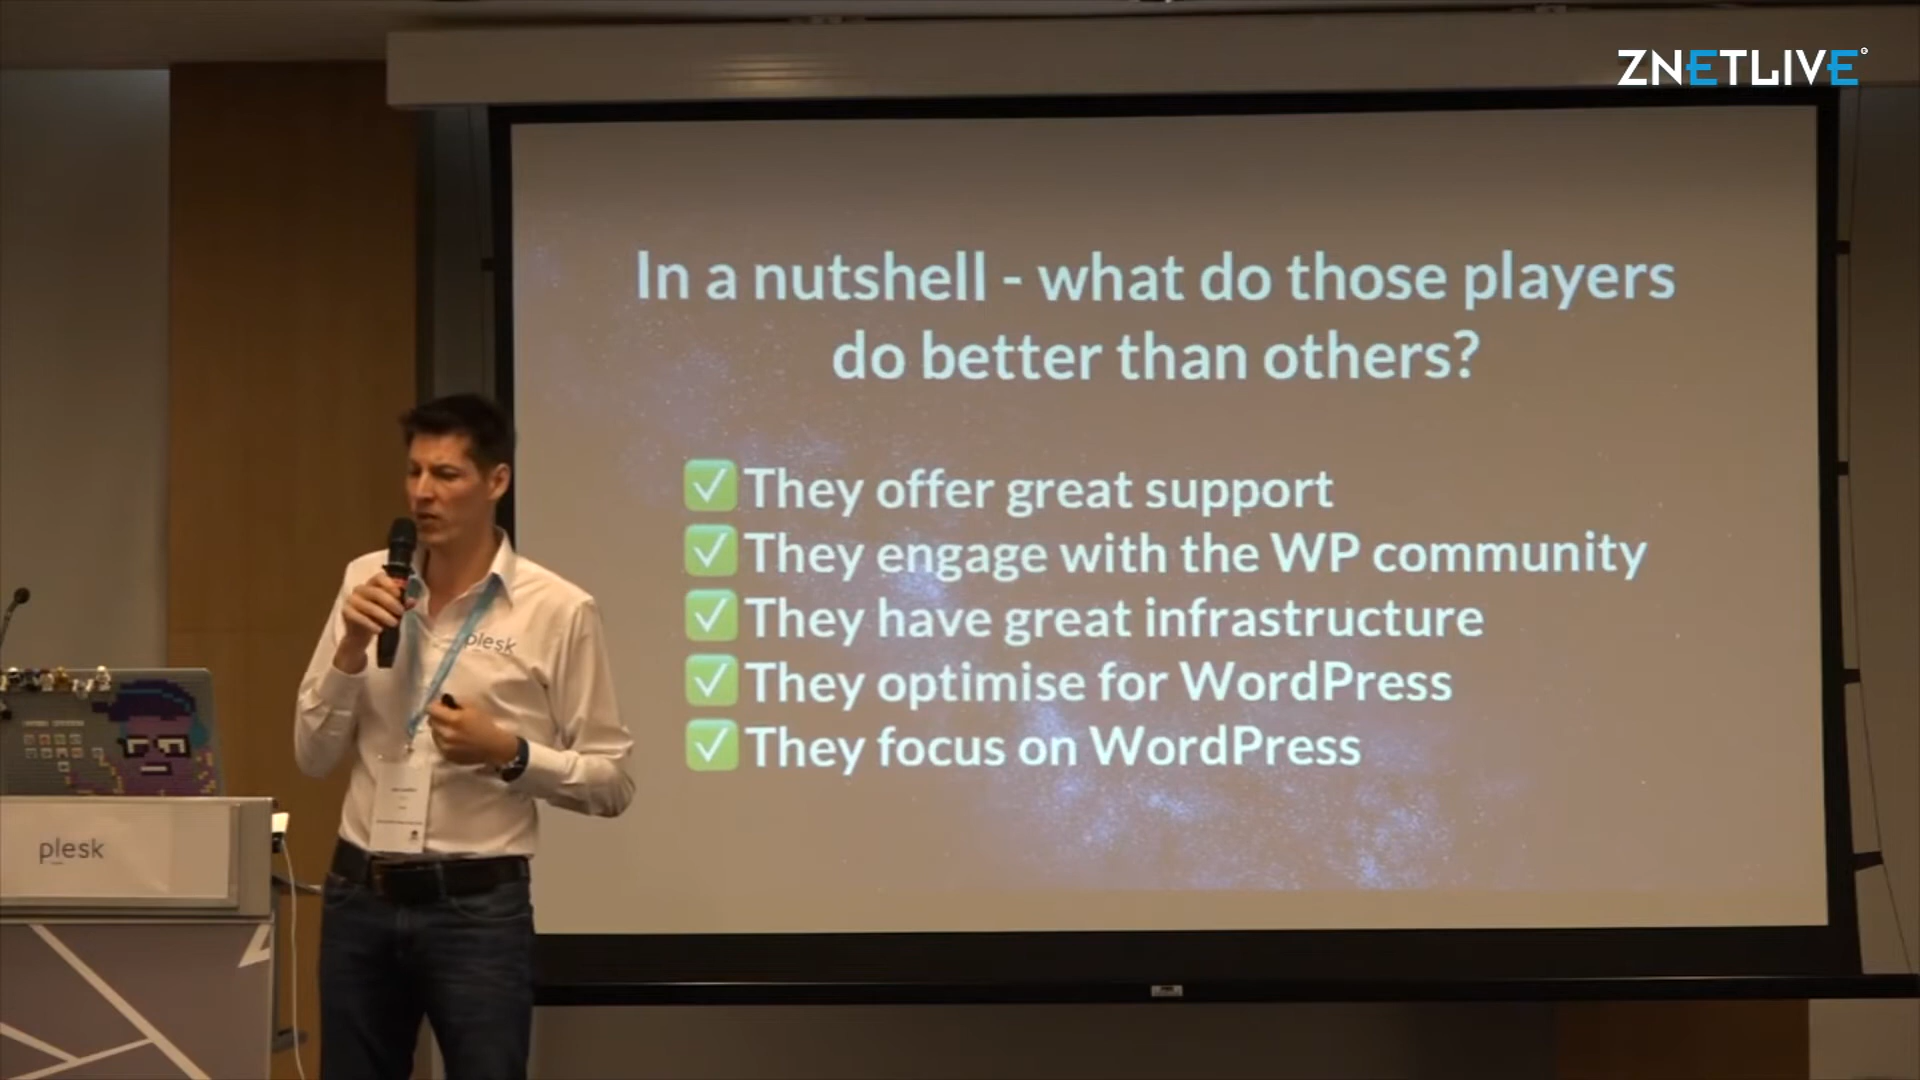 ZNETLIVE
In a nutshell - what do those players
do better than others?
✅ They offer great support
✅ They engage with the WP community
✅ They have great infrastructure
✅ They optimise for WordPress
✅ They focus on WordPress
plesk
plesk